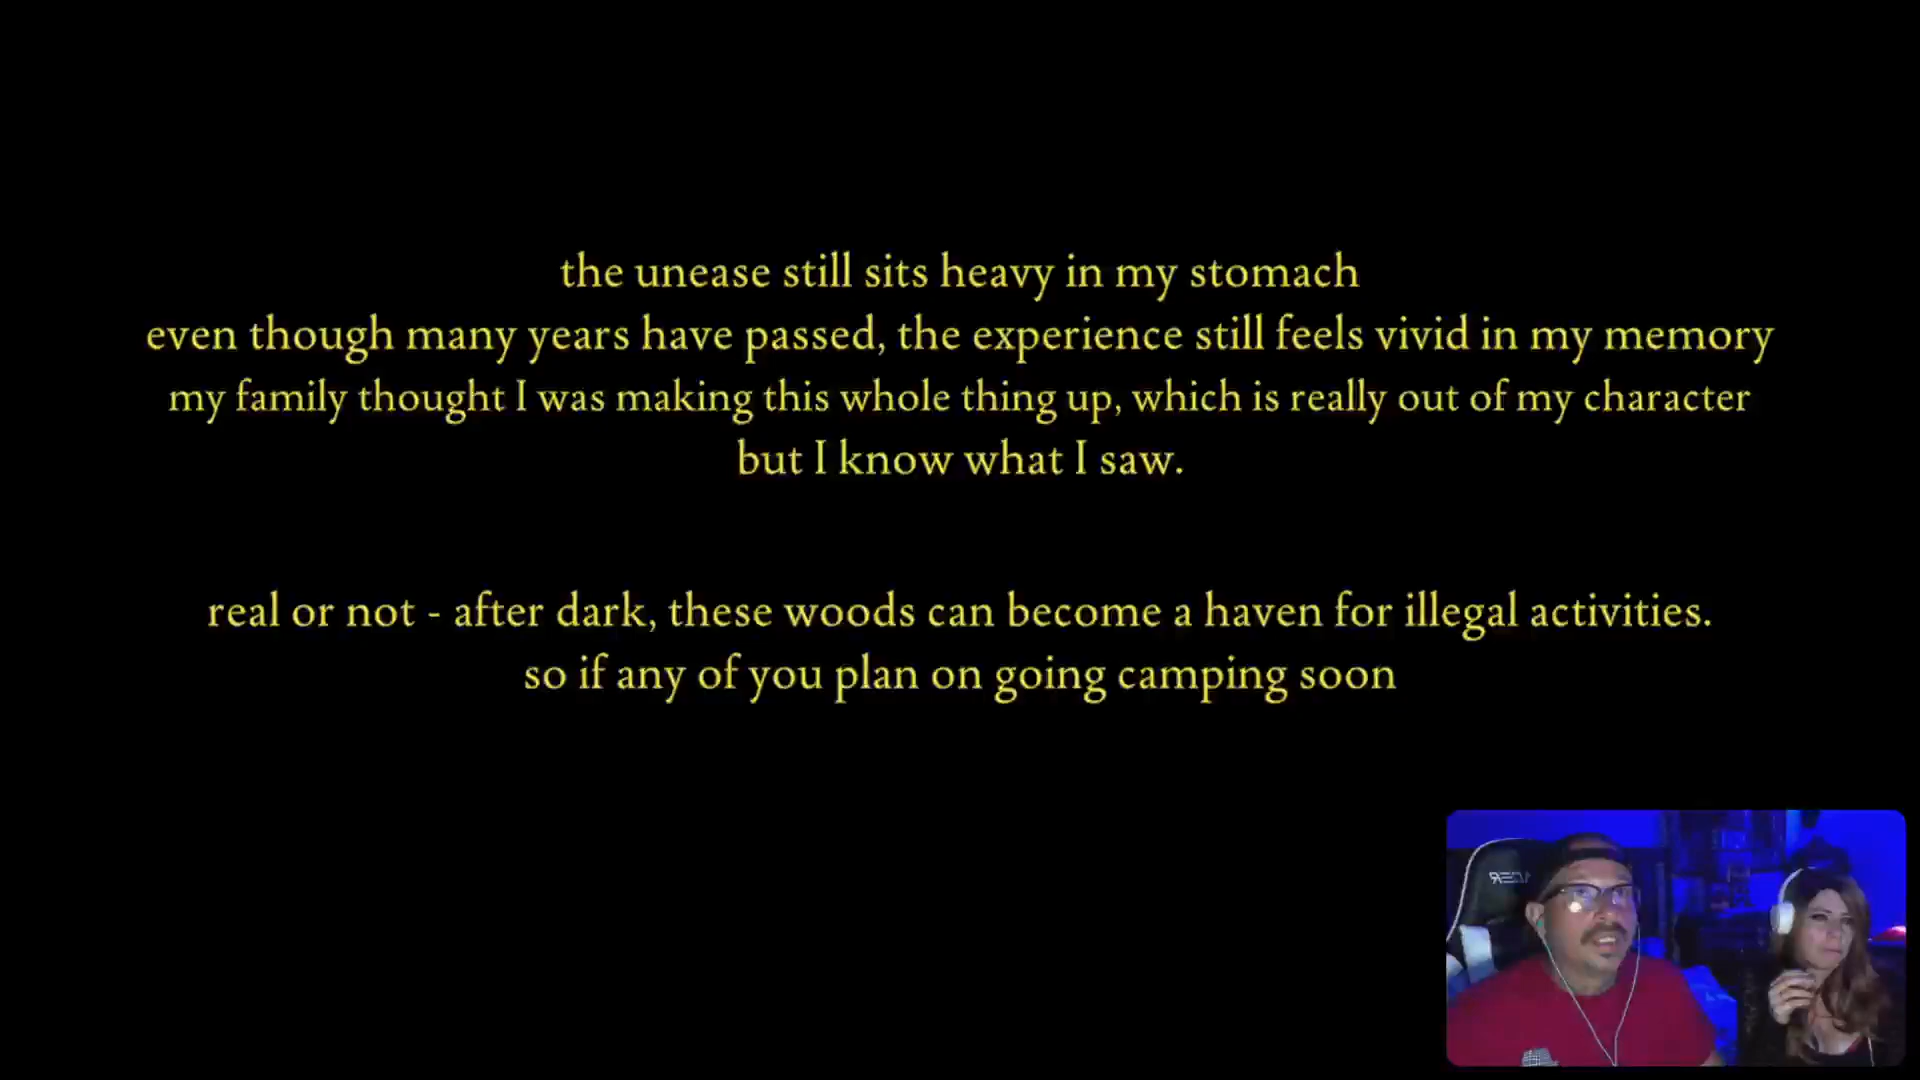 the unease still sits heavy in my stomach
even though many years have passed, the experience still feels vivid in my memory
my family thought I was making this whole thing up, which is really out of my character
but I know what I saw.
real or not - after dark, these woods can become a haven for illegal activities.
so if any of you plan on going camping soon